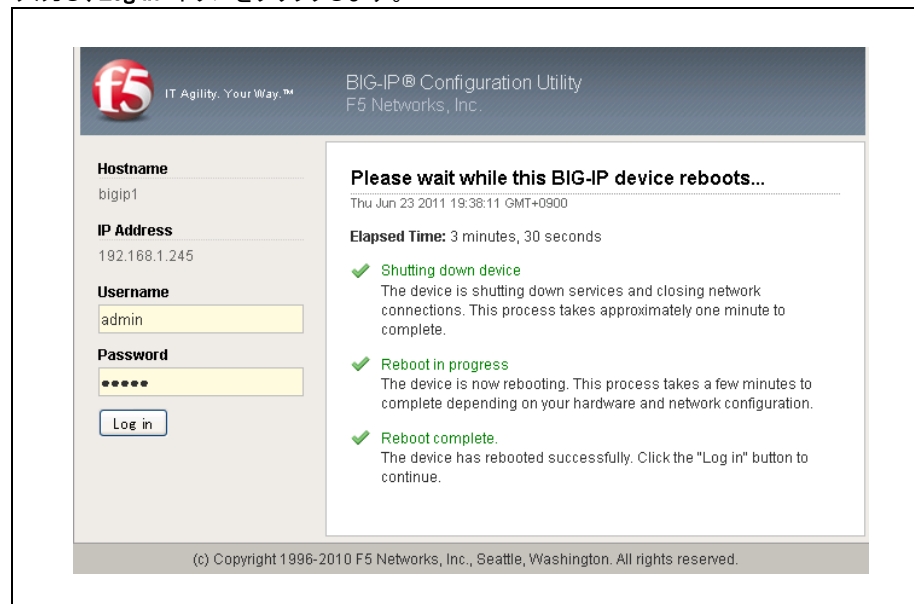 f5
IT Agility. Your Way.™
BIG-IP® Configuration Utility
F5 Networks, Inc.
Hostname
bigip1
IP Address
192.168.1.245
Username
admin
Password
●●●●●
Log in
Please wait while this BIG-IP device reboots...
Thu Jun 23 2011 19:38:11 GMT+0900
Elapsed Time: 3 minutes, 30 seconds
Shutting down device
The device is shutting down services and closing network
connections. This process takes approximately one minute to
complete.
Reboot in progress
The device is now rebooting. This process takes a few minutes to
complete depending on your hardware and network configuration.
Reboot complete.
The device has rebooted successfully. Click the "Log in" button to
continue.
(c) Copyright 1996-2010 F5 Networks, Inc., Seattle, Washington. All rights reserved.